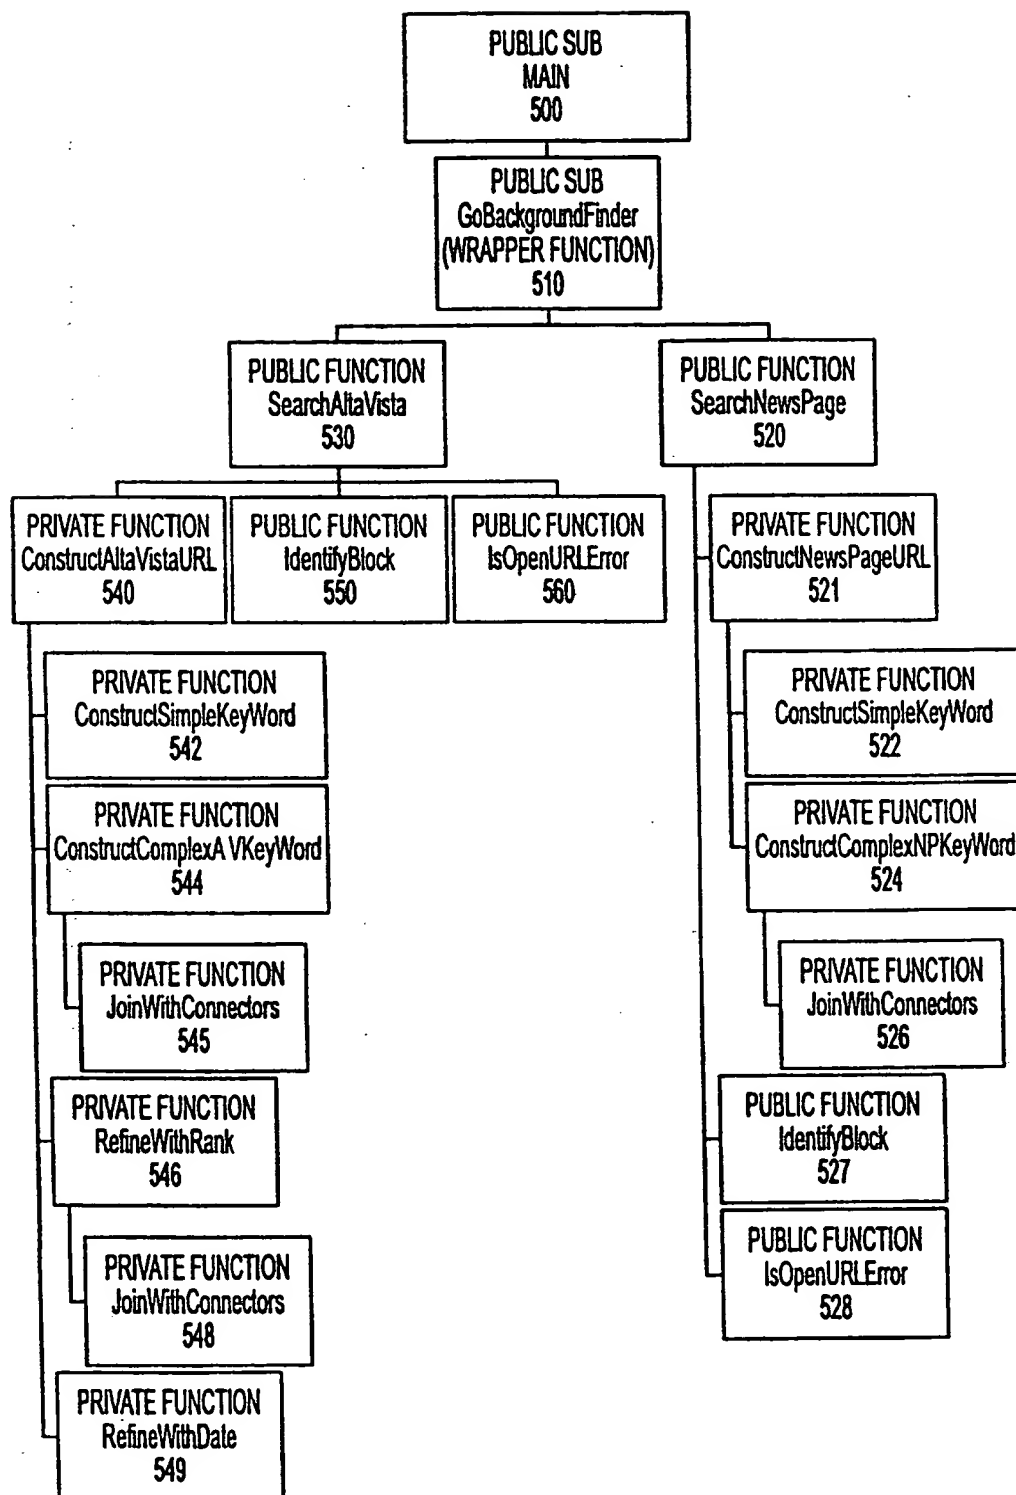 PUBLIC SUB
MAIN
500
PUBLIC SUB
GoBackgroundFinder
(WRAPPER FUNCTION)
510
PUBLIC FUNCTION
SearchAltaVista
530
PUBLIC FUNCTION
SearchNewsPage
520
PRIVATE FUNCTION
ConstructAltaVistaURL
540
PUBLIC FUNCTION
IdentifyBlock
550
PUBLIC FUNCTION
IsOpenURLError
560
PRIVATE FUNCTION
ConstructSimpleKeyWord
542
PRIVATE FUNCTION
ConstructComplexA VKeyWord
544
PRIVATE FUNCTION
JoinWithConnectors
545
PRIVATE FUNCTION
RefineWithRank
546
PRIVATE FUNCTION
JoinWithConnectors
548
PRIVATE FUNCTION
RefineWithDate
549
PRIVATE FUNCTION
ConstructNewsPageURL
521
PRIVATE FUNCTION
ConstructSimpleKeyWord
522
PRIVATE FUNCTION
ConstructComplexNPKeyWord
524
PRIVATE FUNCTION
JoinWithConnectors
526
PUBLIC FUNCTION
IdentifyBlock
527
PUBLIC FUNCTION
IsOpenURLError
528